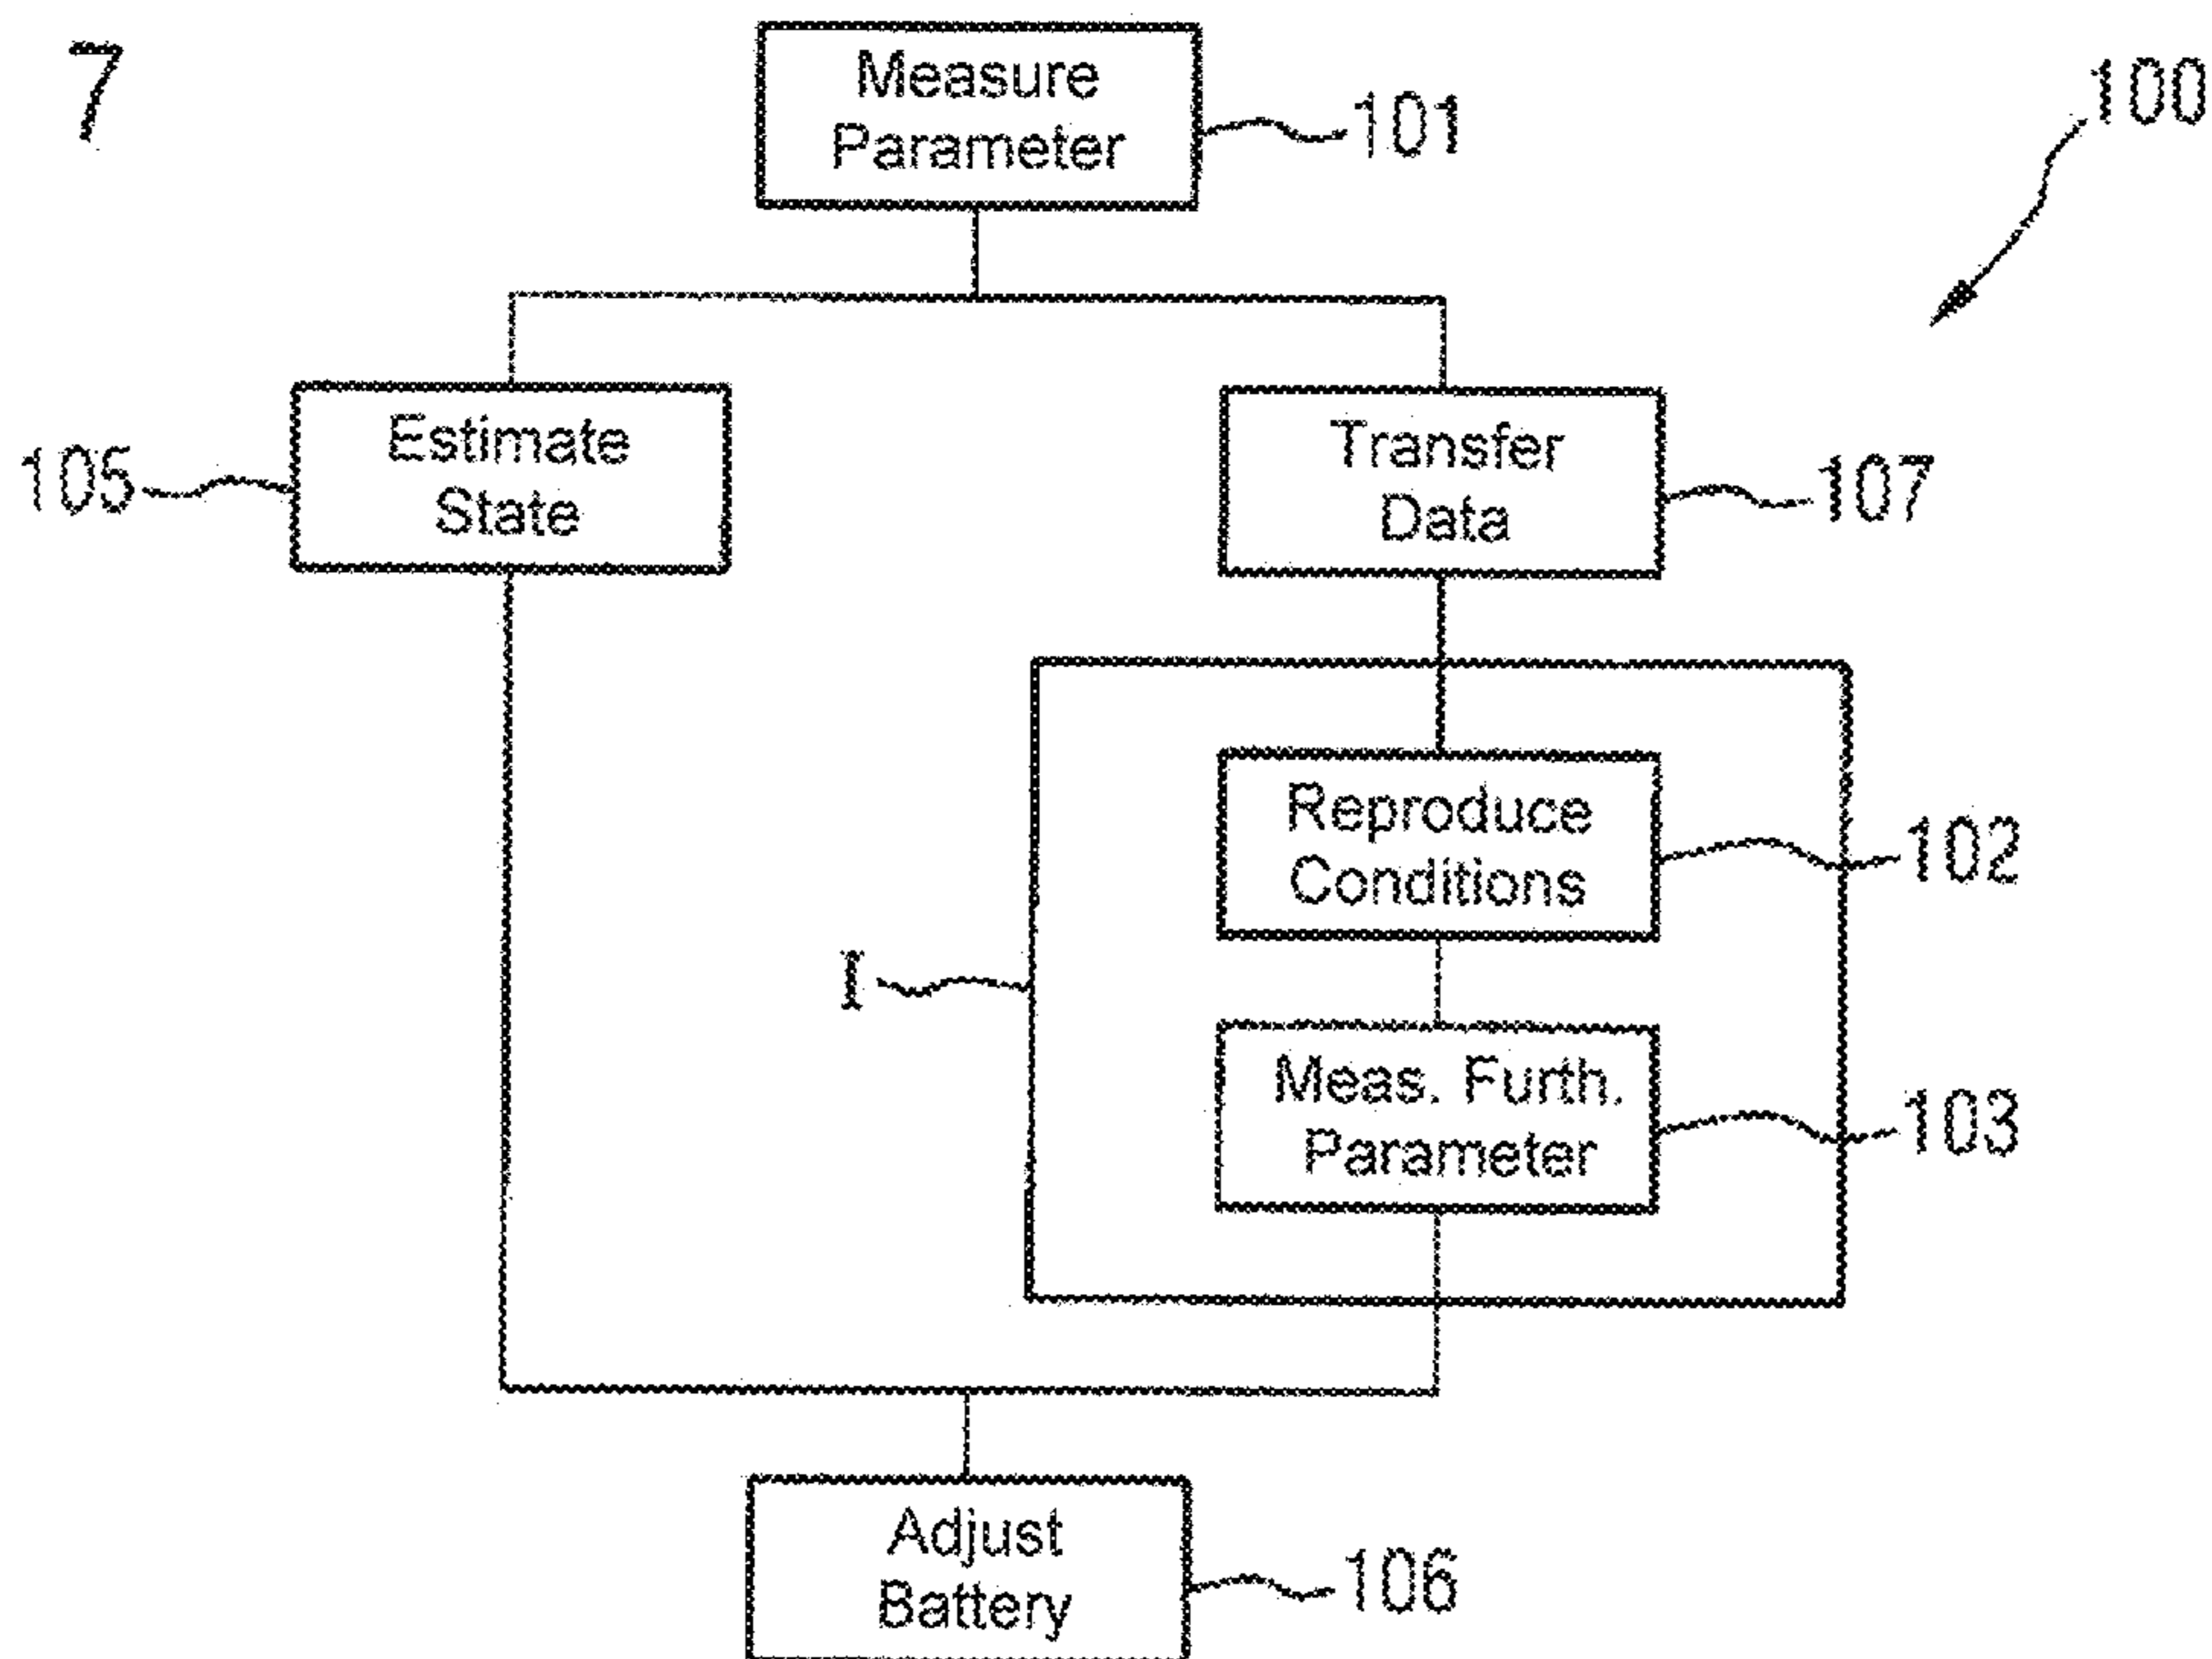 7
Measure
Parameter
101
100
Estimate
State
105
Transfer
Data
107
Reproduce
Conditions
102
I
Meas. Furth.
Parameter
103
Adjust
Battery
106